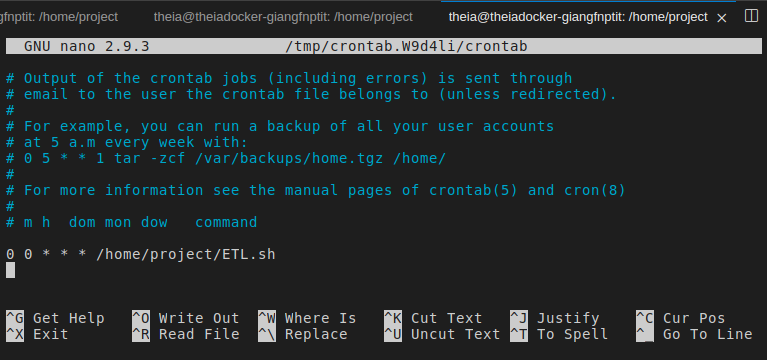 gfnptit: /home/project theia@theiadocker-giangfnptit: /home/project theia@theiadocker-giangfnptit: /home/project ×
GNU nano 2.9.3 /tmp/crontab.W9d4li/crontab
# Output of the crontab jobs (including errors) is sent through
# email to the user the crontab file belongs to (unless redirected).
#
# For example, you can run a backup of all your user accounts
# at 5 a.m every week with:
# 0 5 * * 1 tar -zcf /var/backups/home.tgz /home/
#
# For more information see the manual pages of crontab(5) and cron(8)
#
# m h  dom mon dow   command
0 0 * * * /home/project/ETL.sh
^G Get Help ^O Write Out ^W Where Is ^K Cut Text ^J Justify ^C Cur Pos
^X Exit ^R Read File ^\ Replace ^U Uncut Text ^T To Spell ^_ Go To Line